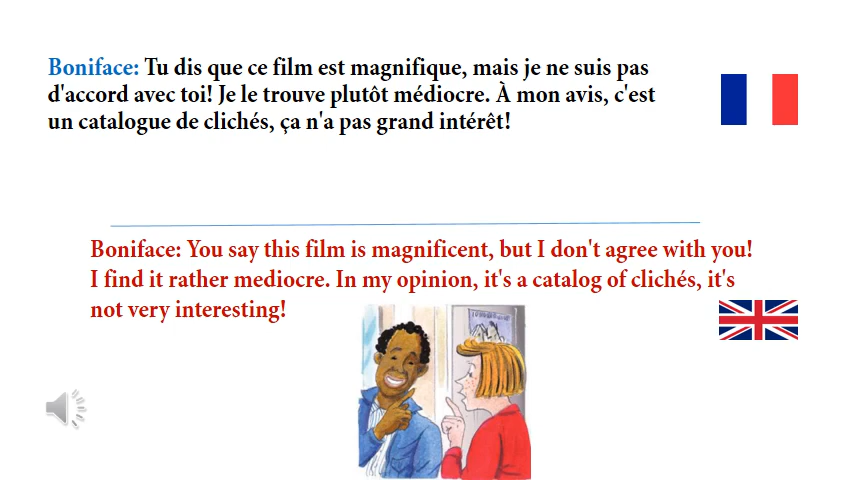 Boniface: Tu dis que ce film est magnifique, mais je ne suis pas
d'accord avec toi! Je le trouve plutôt médiocre. À mon avis, c'est
un catalogue de clichés, ça n'a pas grand intérêt!
Boniface: You say this film is magnificent, but I don't agree with you!
I find it rather mediocre. In my opinion, it's a catalog of clichés, it's
not very interesting!